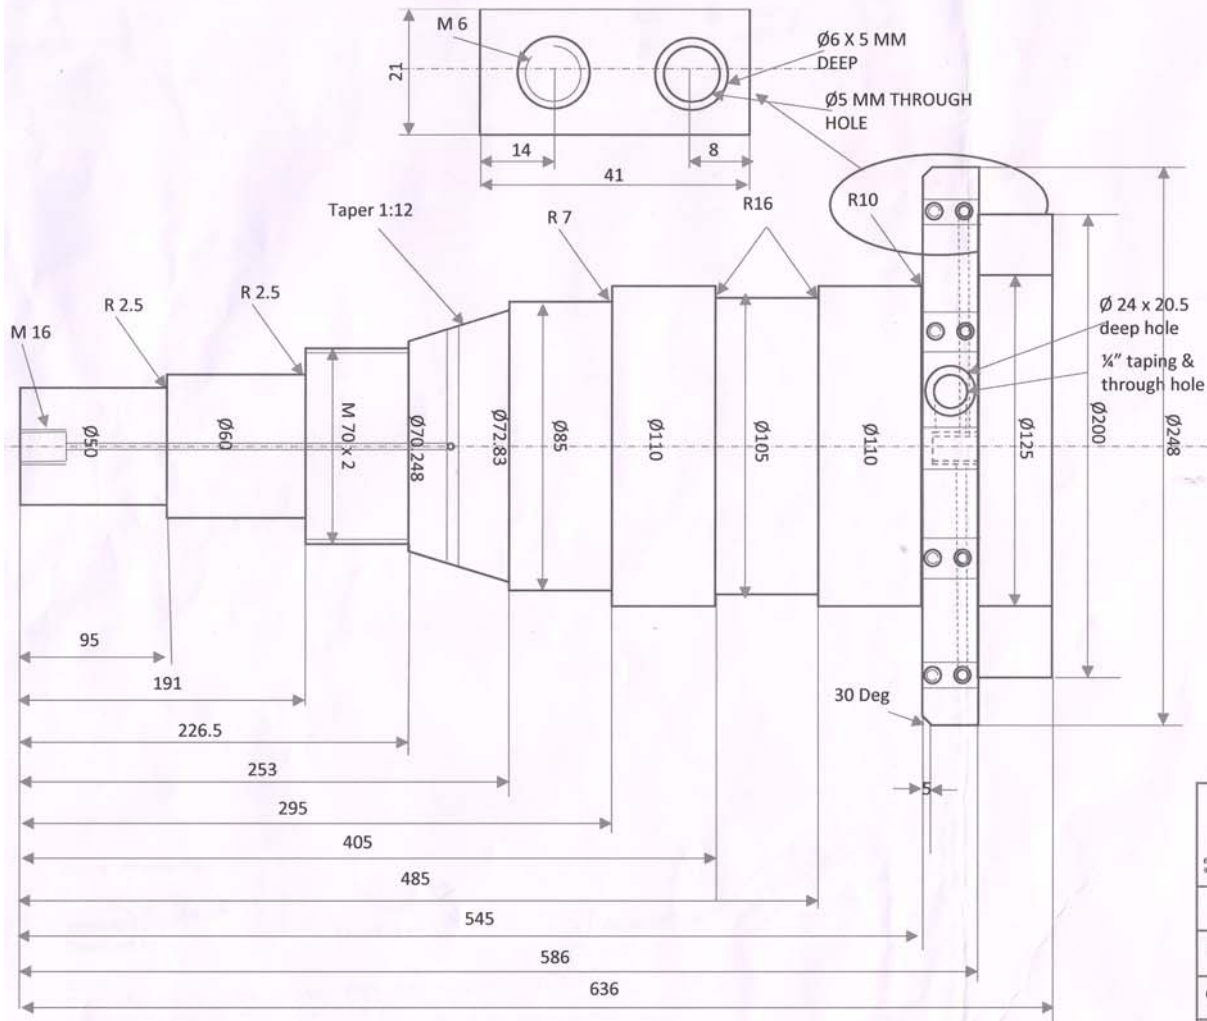 M 6
Ø6 X 5 MM
DEEP
21
Ø5 MM THROUGH
HOLE
14
8
41
Taper 1:12
R 7
R16
R10
R 2.5
R 2.5
M 16
Ø 24 x 20.5
deep hole
¼” taping &
through hole
Ø50
Ø60
M 70 x 2
Ø70.248
Ø72.83
Ø85
Ø110
Ø105
Ø110
Ø125
Ø200
Ø248
95
191
30 Deg
226.5
253
5
295
405
485
545
586
636